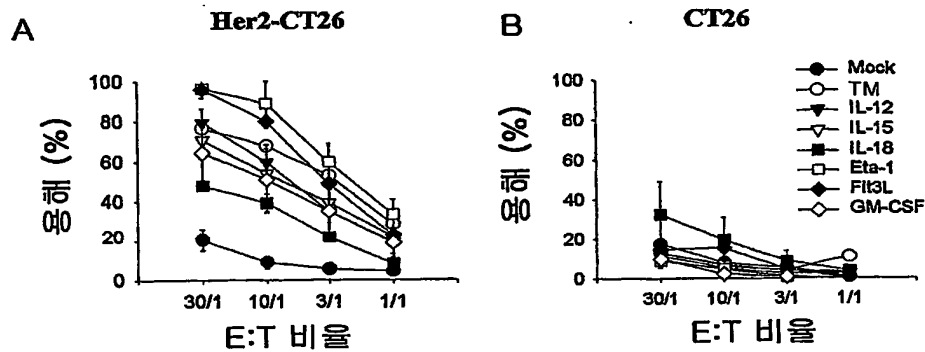 A
Her2-CT26
용해 (%)
100
80
60
40
20
0
30/1 10/1 3/1 1/1
E:T 비율
B
CT26
용해 (%)
100
80
60
40
20
0
30/1 10/1 3/1 1/1
E:T 비율
Mock
TM
IL-12
IL-15
IL-18
Eta-1
Flt3L
GM-CSF